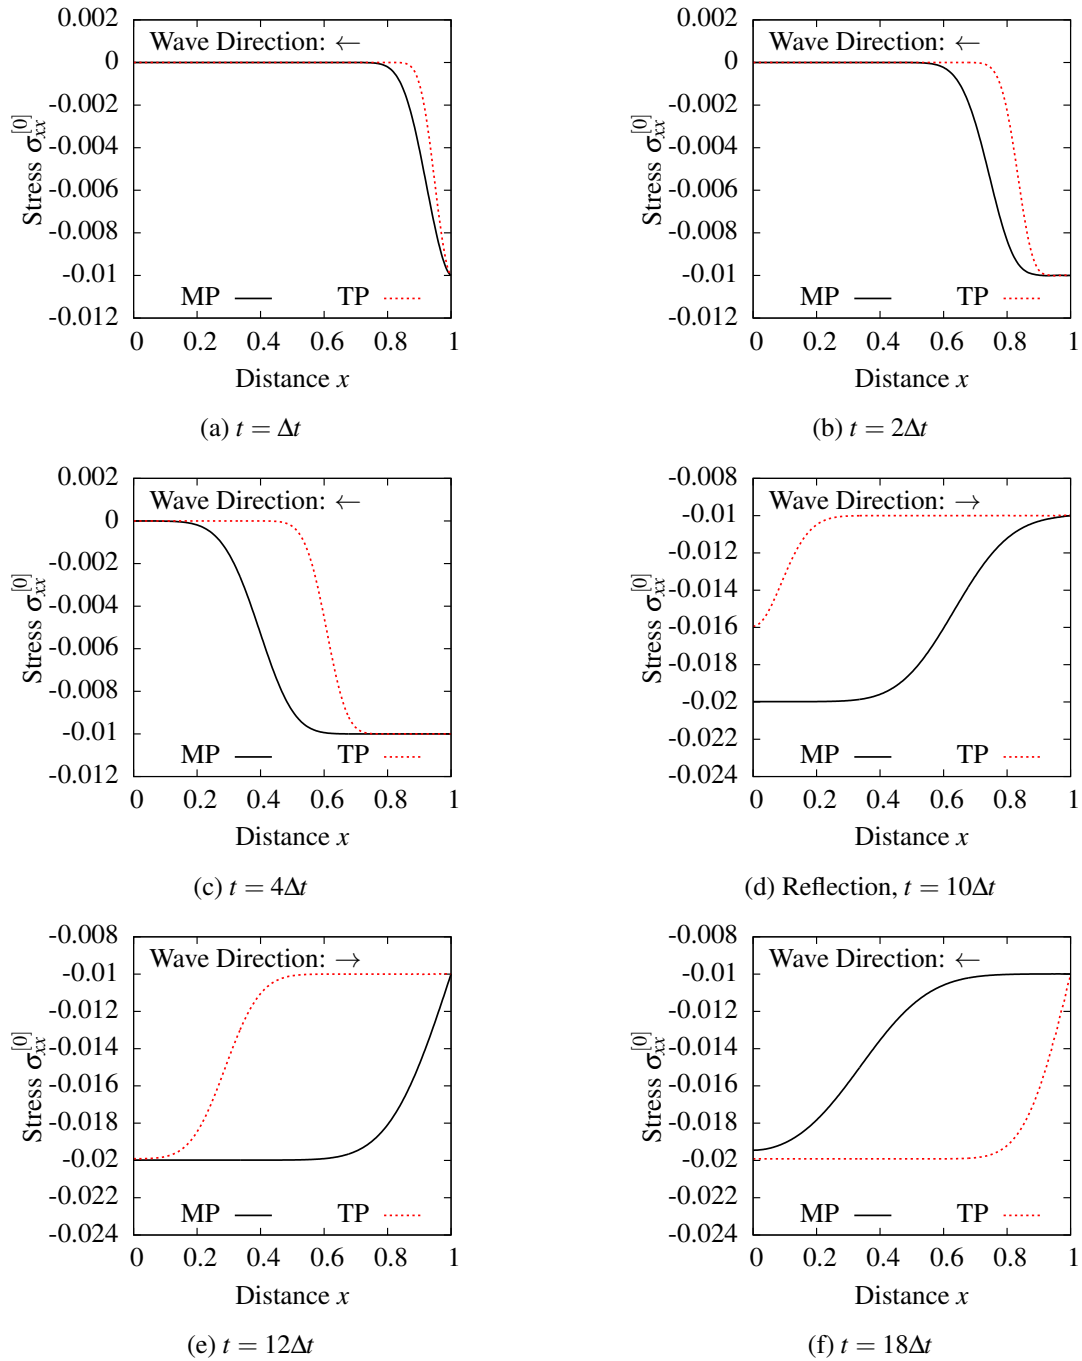 Wave Direction: ←
0.002
0
-0.002
-0.004
-0.006
-0.008
-0.01
-0.012
Stress σ_xx^[0]
MP
TP
0 0.2 0.4 0.6 0.8 1
Distance x
(a) t = Δt
Wave Direction: ←
0.002
0
-0.002
-0.004
-0.006
-0.008
-0.01
-0.012
Stress σ_xx^[0]
MP
TP
0 0.2 0.4 0.6 0.8 1
Distance x
(b) t = 2Δt
Wave Direction: ←
0.002
0
-0.002
-0.004
-0.006
-0.008
-0.01
-0.012
Stress σ_xx^[0]
MP
TP
0 0.2 0.4 0.6 0.8 1
Distance x
(c) t = 4Δt
Wave Direction: →
-0.008
-0.01
-0.012
-0.014
-0.016
-0.018
-0.02
-0.022
-0.024
Stress σ_xx^[0]
MP
TP
0 0.2 0.4 0.6 0.8 1
Distance x
(d) Reflection, t = 10Δt
Wave Direction: →
-0.008
-0.01
-0.012
-0.014
-0.016
-0.018
-0.02
-0.022
-0.024
Stress σ_xx^[0]
MP
TP
0 0.2 0.4 0.6 0.8 1
Distance x
(e) t = 12Δt
Wave Direction: ←
-0.008
-0.01
-0.012
-0.014
-0.016
-0.018
-0.02
-0.022
-0.024
Stress σ_xx^[0]
MP
TP
0 0.2 0.4 0.6 0.8 1
Distance x
(f) t = 18Δt